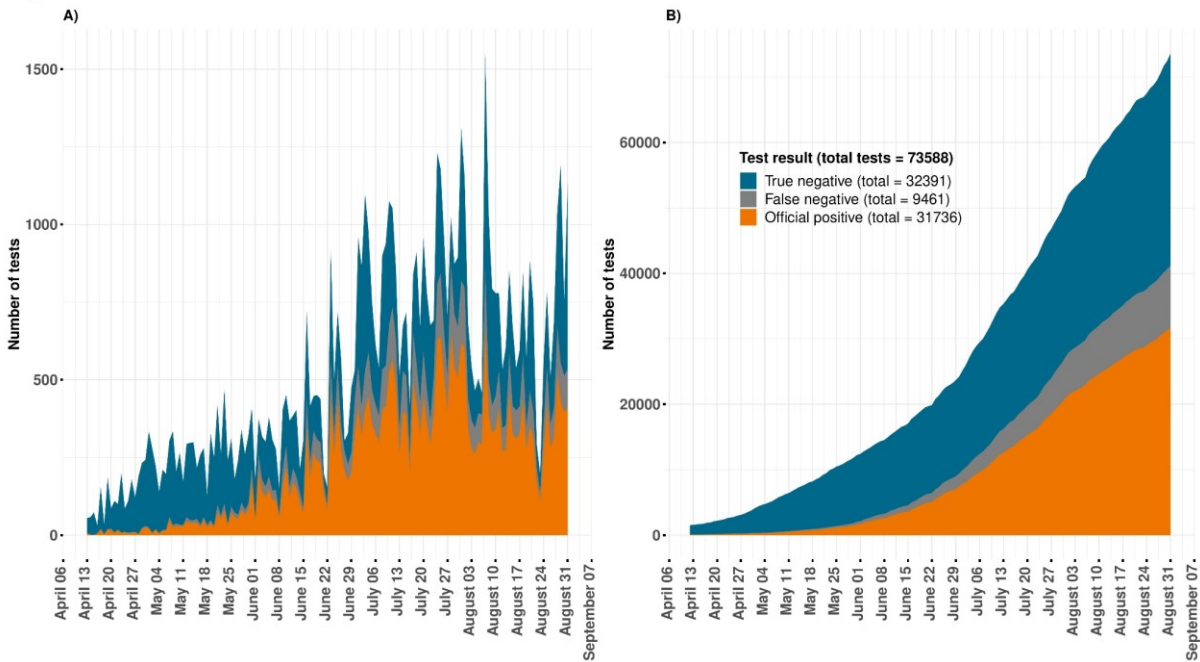 A)
Number of tests
1500
1000
500
0
April 06
April 13
April 20
April 27
May 04
May 11
May 18
May 25
June 01
June 08
June 15
June 22
June 29
July 06
July 13
July 20
July 27
August 03
August 10
August 17
August 24
August 31
September 07
B)
Number of tests
60000
40000
20000
0
Test result (total tests = 73588)
True negative (total = 32391)
False negative (total = 9461)
Official positive (total = 31736)
April 06
April 13
April 20
April 27
May 04
May 11
May 18
May 25
June 01
June 08
June 15
June 22
June 29
July 06
July 13
July 20
July 27
August 03
August 10
August 17
August 24
August 31
September 07